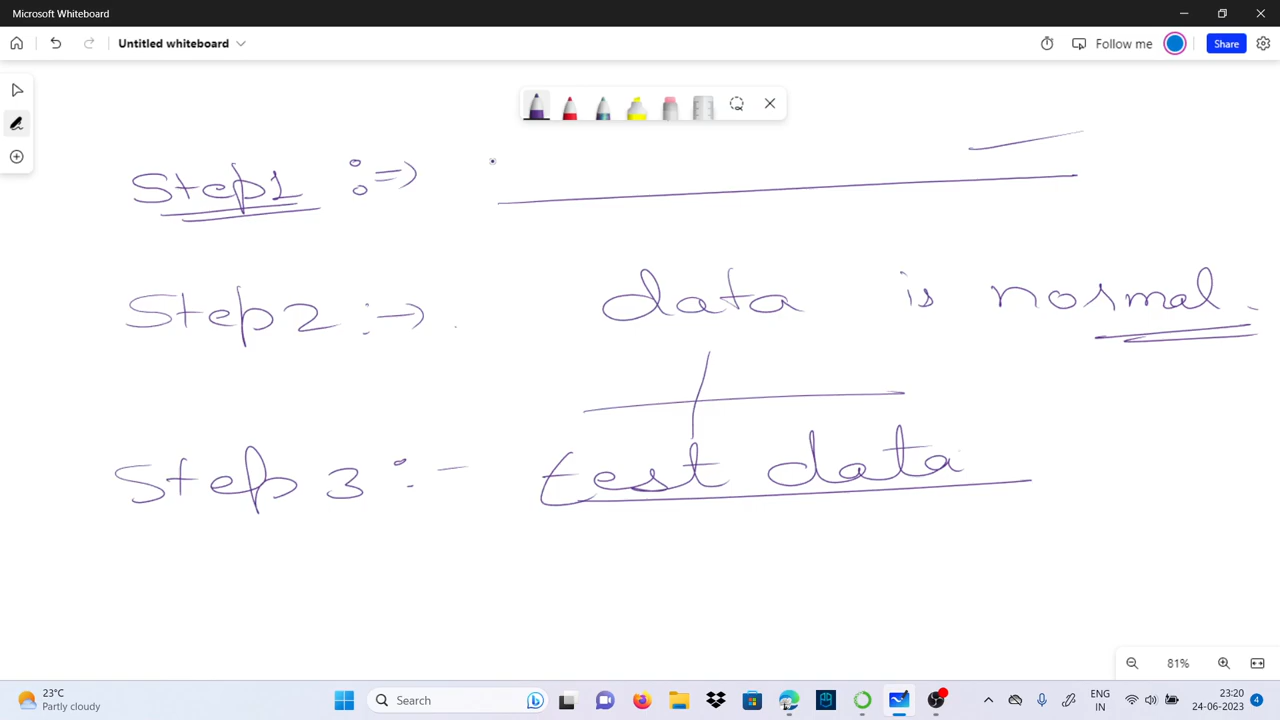 Microsoft Whiteboard
Untitled whiteboard
Follow me
Share
Step1 :=>
Step2 :-> data is normal.
Step 3 :- test data
81%
23°C
Partly cloudy
Search
ENG
IN
23:20
24-06-2023
4